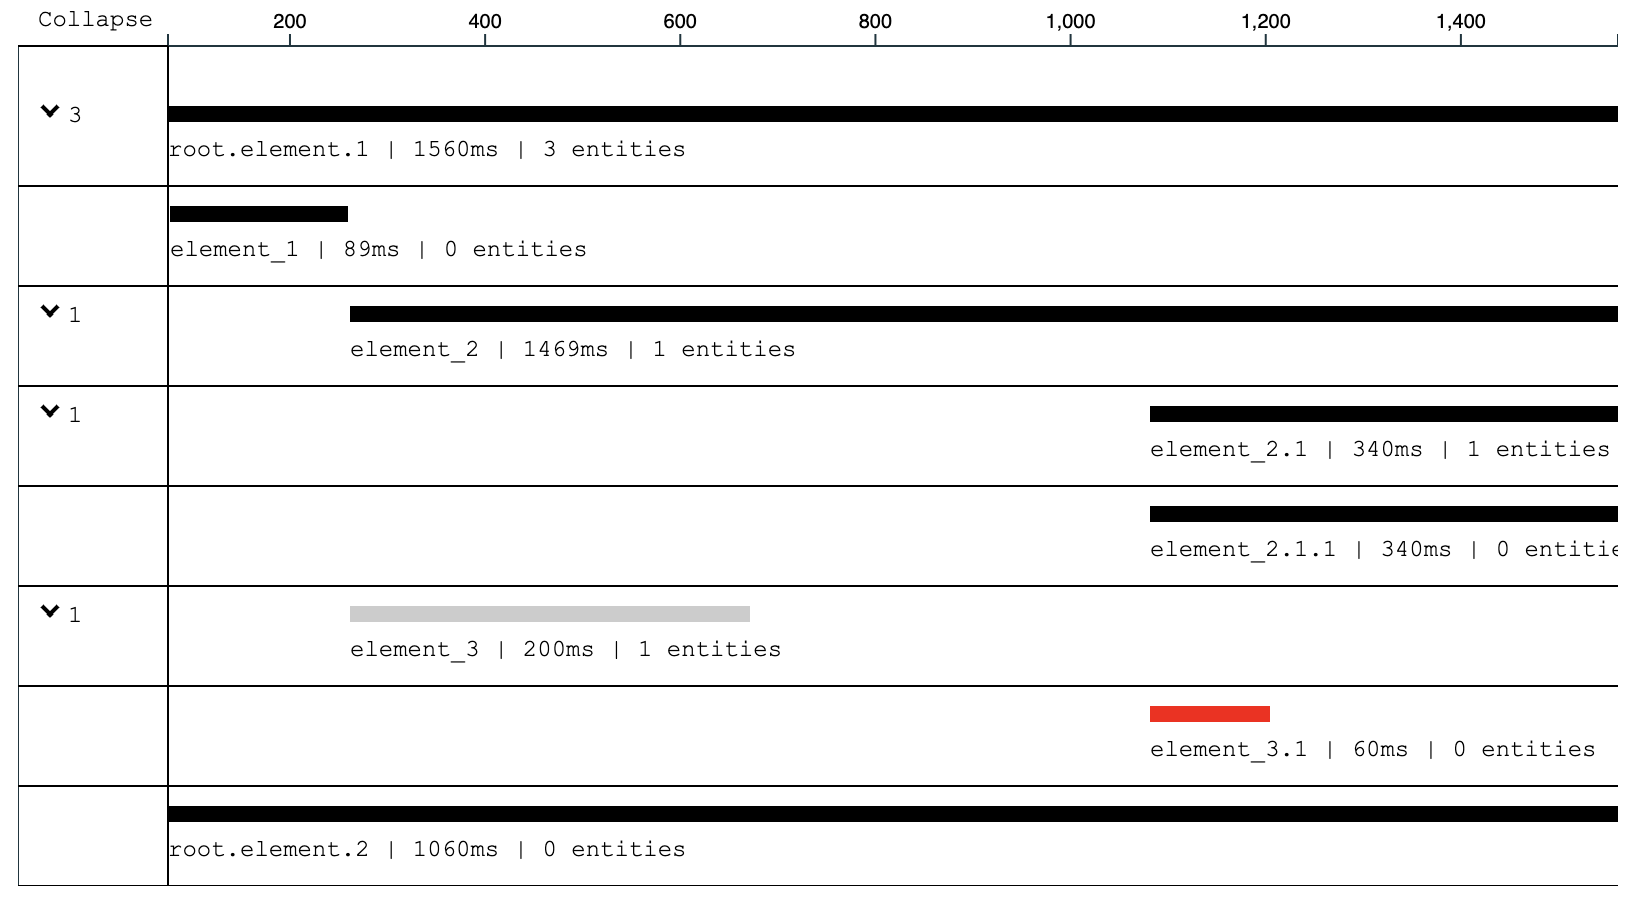 Collapse 200 400 600 800 1,000 1,200 1,400
3
root.element.1 | 1560ms | 3 entities
element_1 | 89ms | 0 entities
1
element_2 | 1469ms | 1 entities
1
element_2.1 | 340ms | 1 entities
element_2.1.1 | 340ms | 0 entitie
1
element_3 | 200ms | 1 entities
element_3.1 | 60ms | 0 entities
root.element.2 | 1060ms | 0 entities